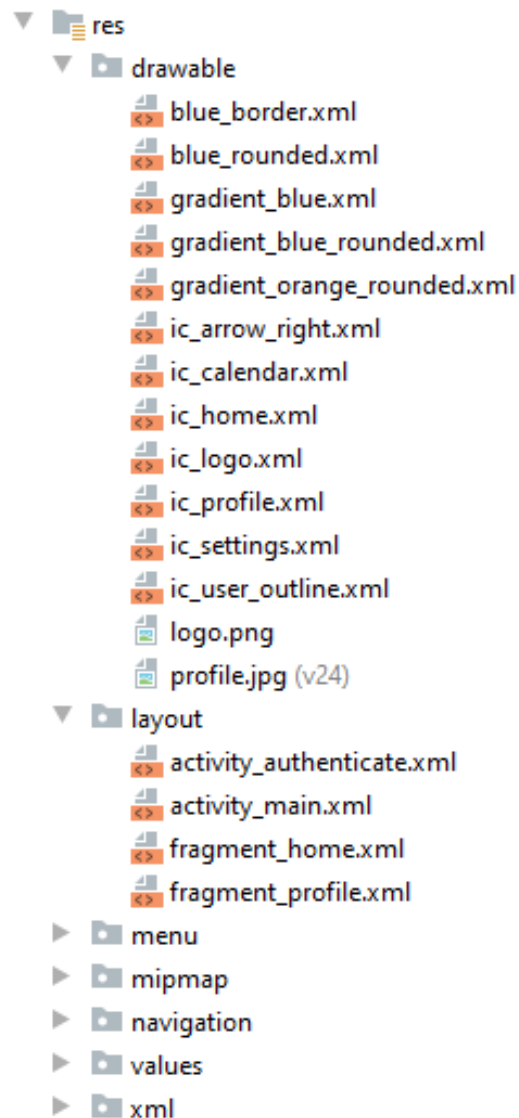 res
drawable
blue_border.xml
blue_rounded.xml
gradient_blue.xml
gradient_blue_rounded.xml
gradient_orange_rounded.xml
ic_arrow_right.xml
ic_calendar.xml
ic_home.xml
ic_logo.xml
ic_profile.xml
ic_settings.xml
ic_user_outline.xml
logo.png
profile.jpg (v24)
layout
activity_authenticate.xml
activity_main.xml
fragment_home.xml
fragment_profile.xml
menu
mipmap
navigation
values
xml